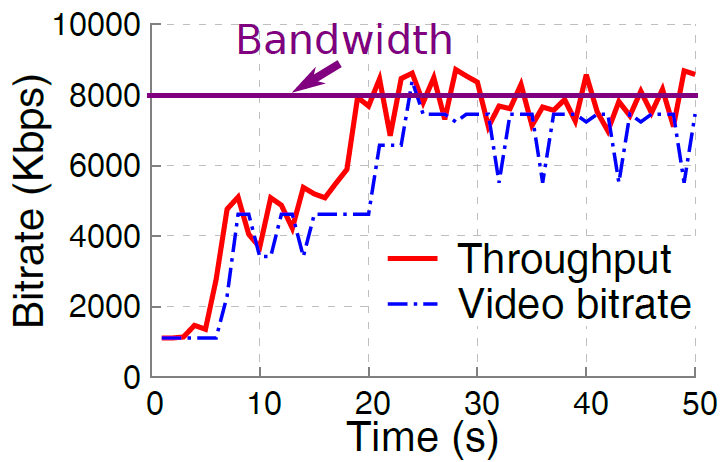 10000
Bandwidth
8000
6000
4000
2000
0
Bitrate (Kbps)
Throughput
Video bitrate
0 10 20 30 40 50
Time (s)